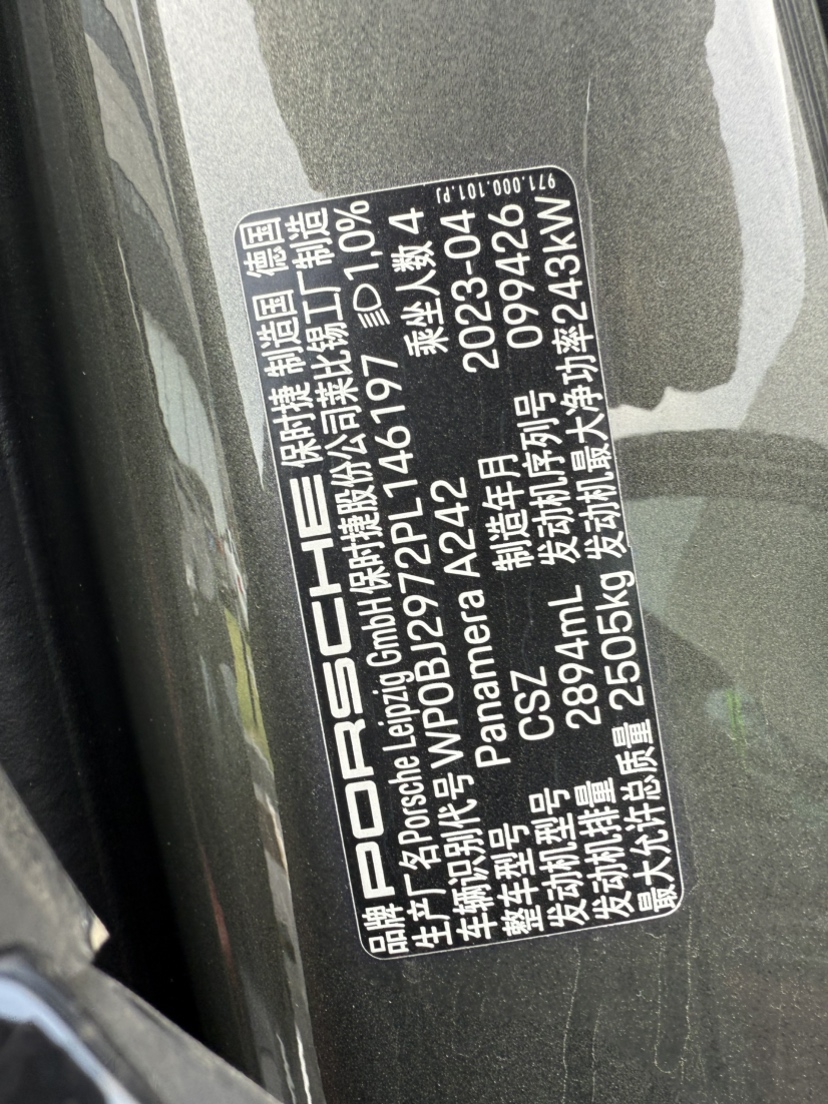 品牌 PORSCHE 保时捷 制造国 德国
生产厂名 Porsche Leipzig GmbH 保时捷股份公司莱比锡工厂制造
车辆识别代号 WP0BJ2972PL146197 1,0%
整车型号 Panamera A242 乘坐人数 4
发动机型号 CSZ 制造年月 2023-04
发动机排量 2894mL 发动机序列号 099426
最大允许总质量 2505kg 发动机最大净功率 243kW
971.000.101.PJ